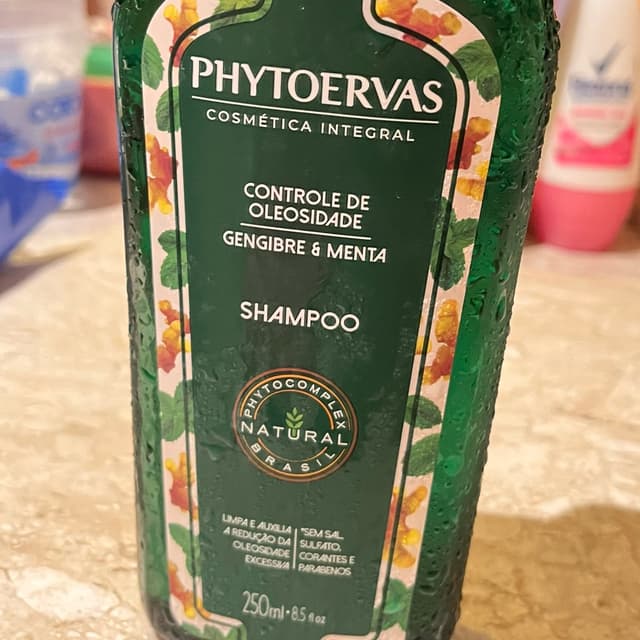 PHYTOERVAS
COSMÉTICA INTEGRAL
CONTROLE DE
OLEOSIDADE
GENGIBRE & MENTA
SHAMPOO
PHYTOCOMPLEX
NATURAL
BRASIL
LIMPA E AUXILIA
A REDUÇÃO DA
OLEOSIDADE
EXCESSIVA
*SEM SAL
SULFATO,
CORANTES E
PARABENOS
250ml • 8.5 fl oz